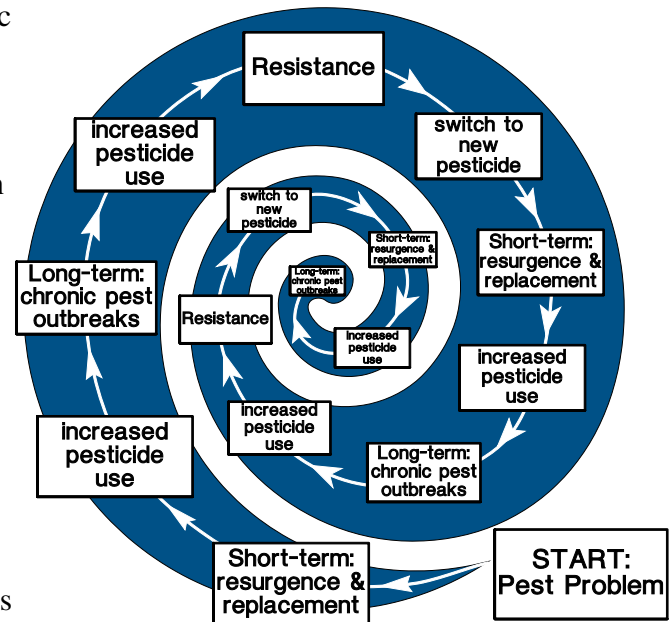 c
n
s
START:
Pest Problem
Short-term:
resurgence &
replacement
increased
pesticide
use
Long-term:
chronic pest
outbreaks
increased
pesticide
use
Resistance
switch to
new
pesticide
Short-term:
resurgence &
replacement
increased
pesticide
use
Long-term:
chronic pest
outbreaks
increased
pesticide
use
Resistance
switch to
new
pesticide
Short-term:
resurgence &
replacement
increased
pesticide
use
Long-term:
chronic pest
outbreaks